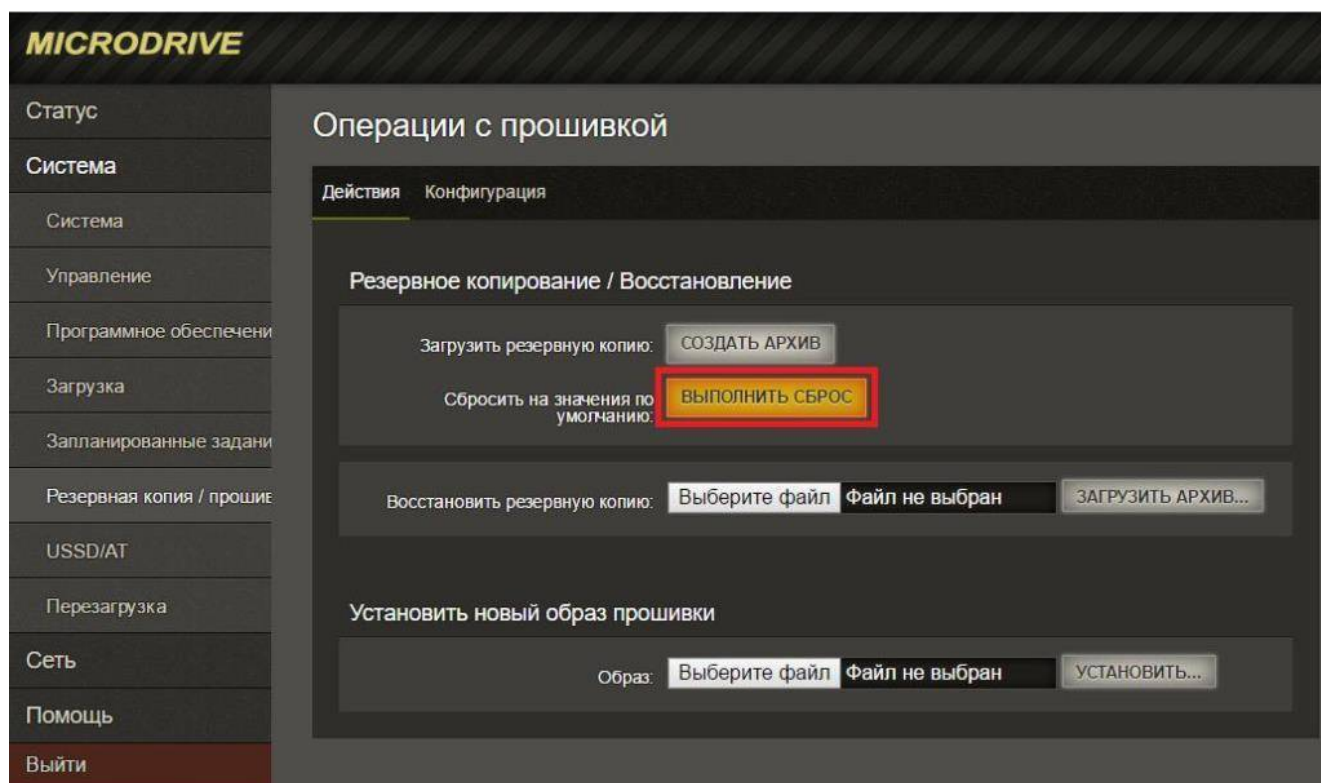 MICRODRIVE
Статус
Система
Система
Управление
Программное обеспечени
Загрузка
Запланированные задани
Резервная копия / прошив
USSD/AT
Перезагрузка
Сеть
Помощь
Выйти
Операции с прошивкой
Действия Конфигурация
Резервное копирование / Восстановление
Загрузить резервную копию: СОЗДАТЬ АРХИВ
Сбросить на значения по
умолчанию: ВЫПОЛНИТЬ СБРОС
Восстановить резервную копию: Выберите файл Файл не выбран ЗАГРУЗИТЬ АРХИВ...
Установить новый образ прошивки
Образ: Выберите файл Файл не выбран УСТАНОВИТЬ...